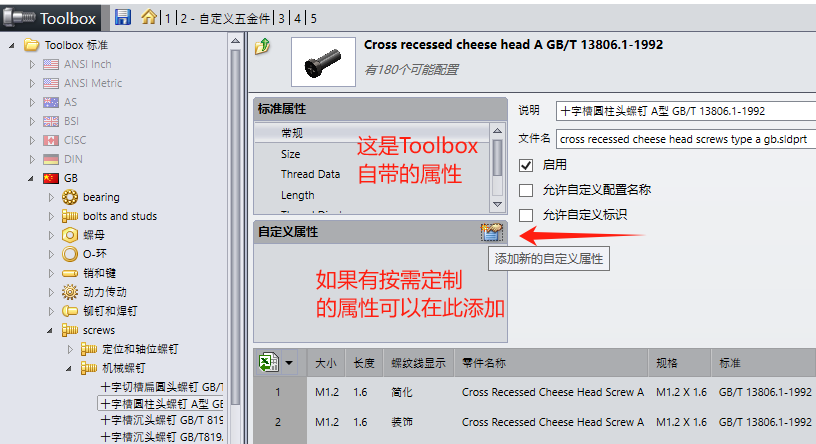 Toolbox
1 2 - 自定义五金件 3 4 5
Toolbox 标准
ANSI Inch
ANSI Metric
AS
BSI
CISC
DIN
GB
bearing
bolts and studs
螺母
O-环
销和键
动力传动
铆钉和焊钉
screws
定位和轴位螺钉
机械螺钉
十字切槽扁圆头螺钉 GB/T
十字槽圆柱头螺钉 A型 GB
十字槽沉头螺钉 GB/T 819
十字槽沉头螺钉 GB/T819.
Cross recessed cheese head A GB/T 13806.1-1992
有180个可能配置
标准属性
常规
Size
Thread Data
Length
这是Toolbox
自带的属性
自定义属性
添加新的自定义属性
如果有按需定制
的属性可以在此添加
说明
十字槽圆柱头螺钉 A型 GB/T 13806.1-1992
文件名
cross recessed cheese head screws type a gb.sldprt
启用
允许自定义配置名称
允许自定义标识
大小 长度 螺纹线显示 零件名称 规格 标准
1 M1.2 1.6 简化 Cross Recessed Cheese Head Screw A M1.2 X 1.6 GB/T 13806.1-1992
2 M1.2 1.6 装饰 Cross Recessed Cheese Head Screw A M1.2 X 1.6 GB/T 13806.1-1992